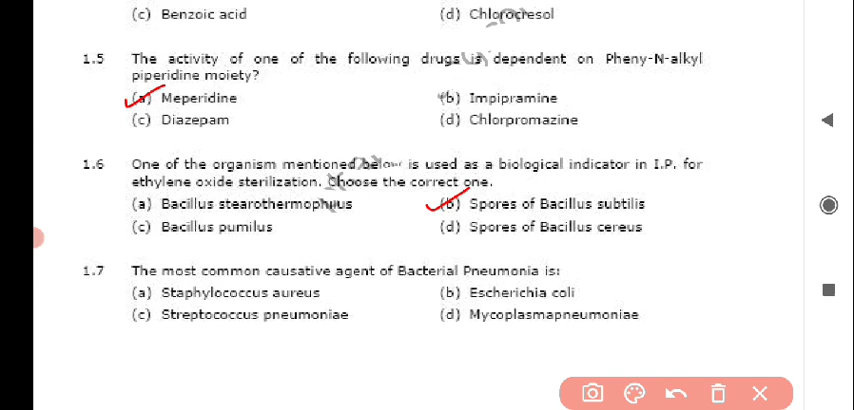 (c) Benzoic acid (d) Chlorocresol
1.5 The activity of one of the following drugs is dependent on Pheny-N-alkyl
piperidine moiety?
(a) Meperidine (b) Impipramine
(c) Diazepam (d) Chlorpromazine
1.6 One of the organism mentioned below is used as a biological indicator in I.P. for
ethylene oxide sterilization. Choose the correct one.
(a) Bacillus stearothermophilus (b) Spores of Bacillus subtilis
(c) Bacillus pumilus (d) Spores of Bacillus cereus
1.7 The most common causative agent of Bacterial Pneumonia is:
(a) Staphylococcus aureus (b) Escherichia coli
(c) Streptococcus pneumoniae (d) Mycoplasmapneumoniae